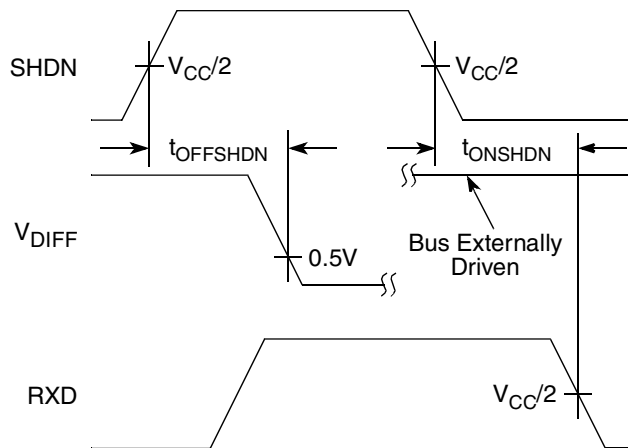 SHDN
V_CC/2
V_CC/2
t_OFFSHDN
t_ONSHDN
V_DIFF
0.5V
Bus Externally
Driven
RXD
V_CC/2